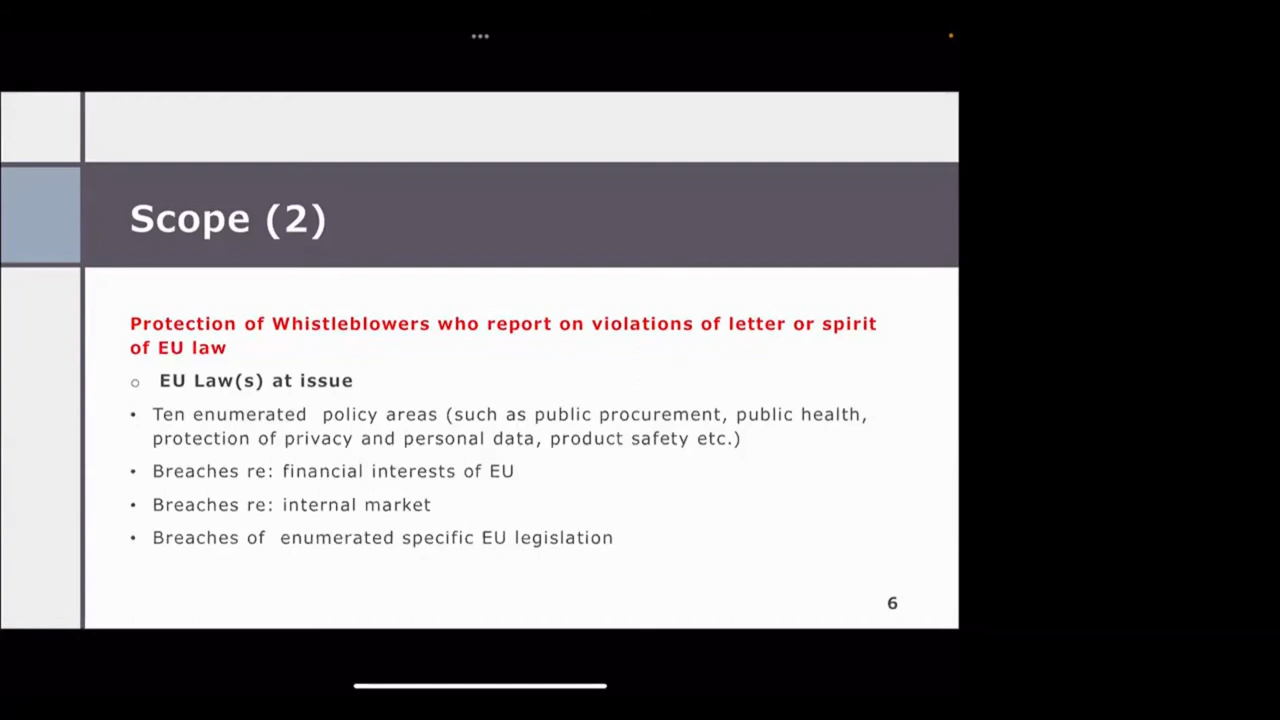 Scope (2)
Protection of Whistleblowers who report on violations of letter or spirit
of EU law
o EU Law(s) at issue
• Ten enumerated policy areas (such as public procurement, public health,
protection of privacy and personal data, product safety etc.)
• Breaches re: financial interests of EU
• Breaches re: internal market
• Breaches of enumerated specific EU legislation
6